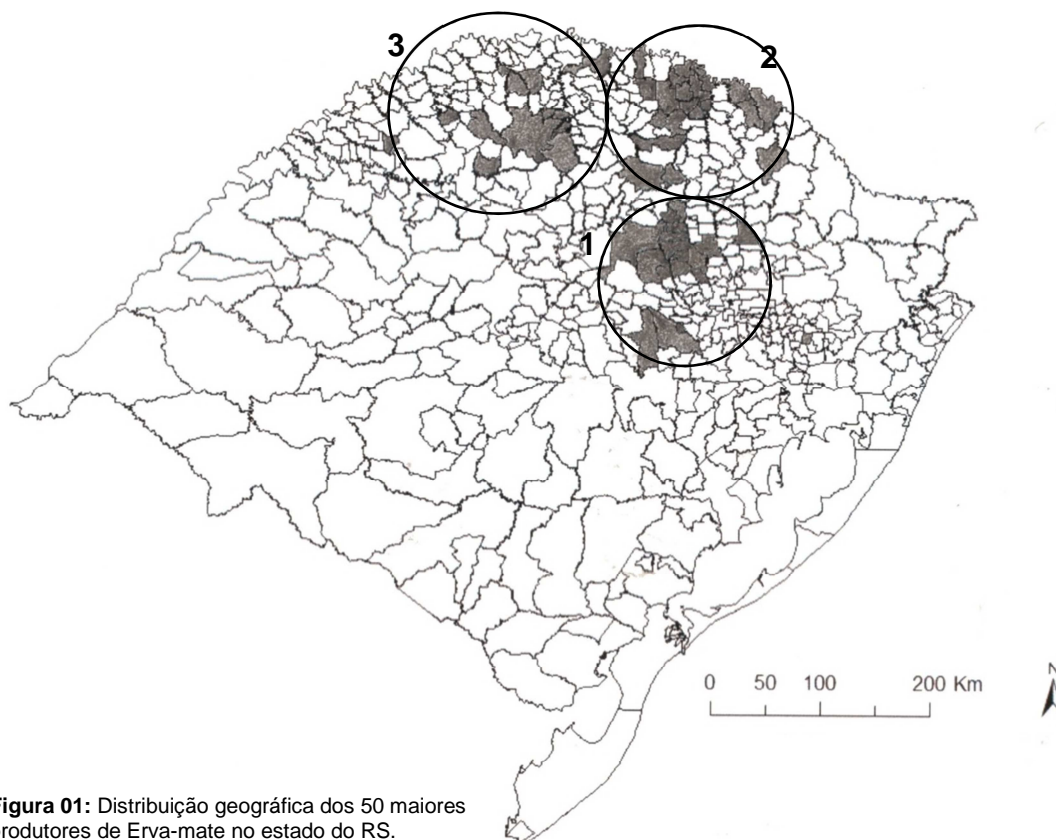 3
2
1
0 50 100 200 Km
N
Figura 01: Distribuição geográfica dos 50 maiores
produtores de Erva-mate no estado do RS.